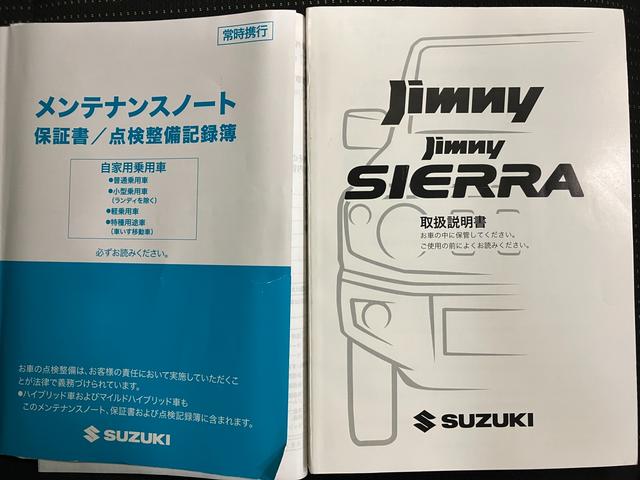 常時携行
メンテナンスノート
保証書／点検整備記録簿
自家用乗用車
●普通乗用車
●小型乗用車
(ランディを除く)
●軽乗用車
●特種用途車
(車いす移動車)
必ずお読みください。
お車の点検整備は、お客様の責任において実施していただくこ
とが法律で義務づけられています。
●ハイブリッド車およびマイルドハイブリッド車も
このメンテナンスノート、保証書および点検記録簿に含まれます。
SUZUKI
Jimny
Jimny
SIERRA
取扱説明書
お車の中に保管してください。
ご使用の前によくお読みください。
SUZUKI